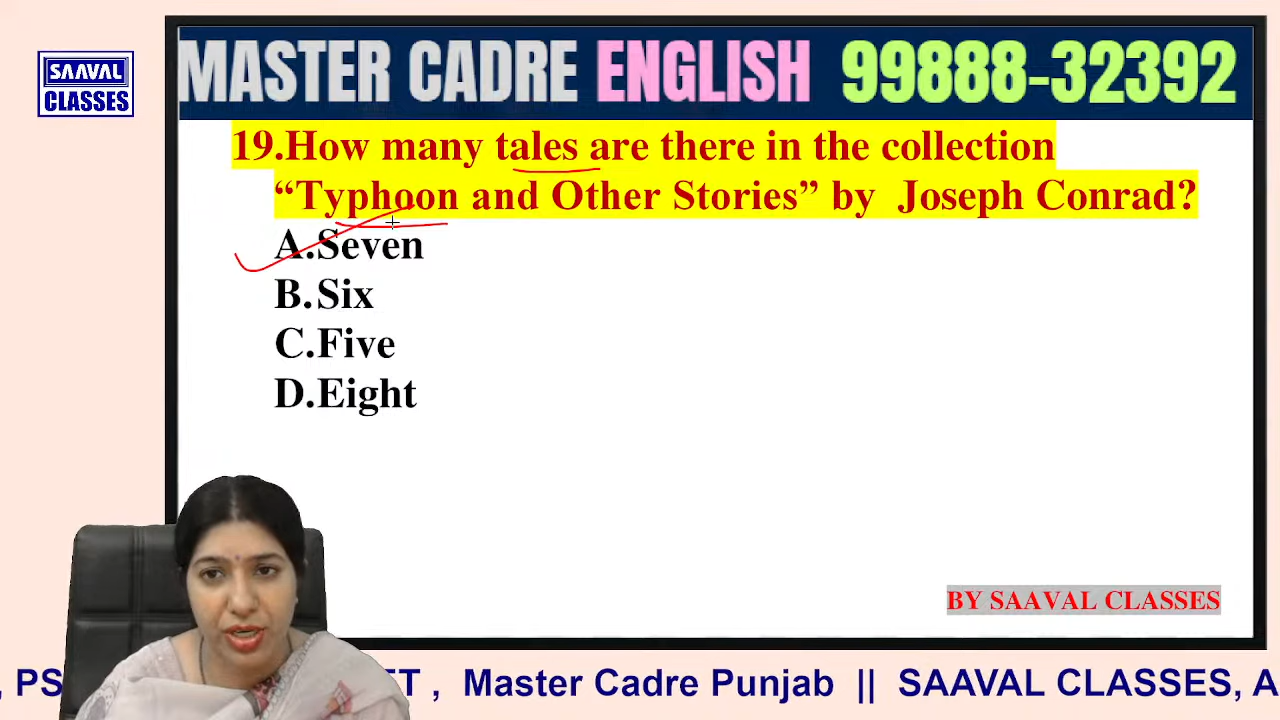 SAAVAL
CLASSES
MASTER CADRE ENGLISH 99888-32392
19.How many tales are there in the collection
“Typhoon and Other Stories” by Joseph Conrad?
A.Seven
B.Six
C.Five
D.Eight
BY SAAVAL CLASSES
, PS T , Master Cadre Punjab || SAAVAL CLASSES, A